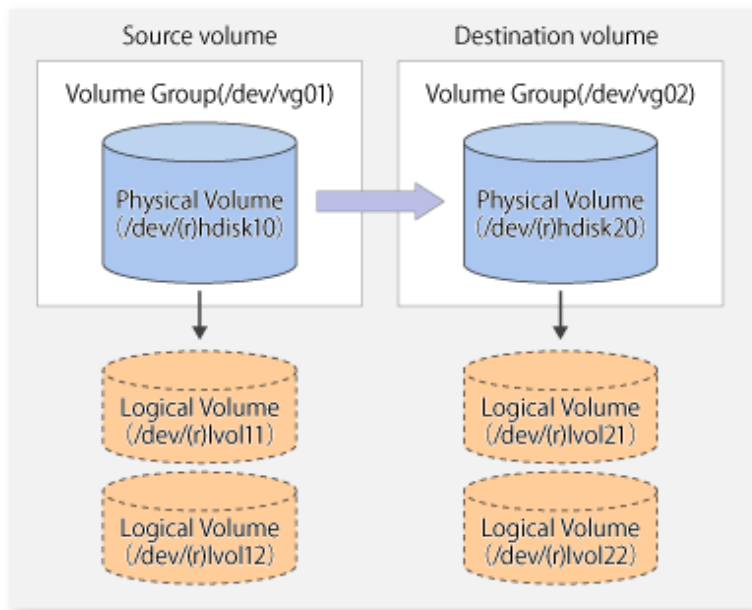 Source volume
Destination volume
Volume Group(/dev/vg01)
Volume Group(/dev/vg02)
Physical Volume
(/dev/(r)hdisk10)
Physical Volume
(/dev/(r)hdisk20)
Logical Volume
(/dev/(r)lvol11)
Logical Volume
(/dev/(r)lvol21)
Logical Volume
(/dev/(r)lvol12)
Logical Volume
(/dev/(r)lvol22)